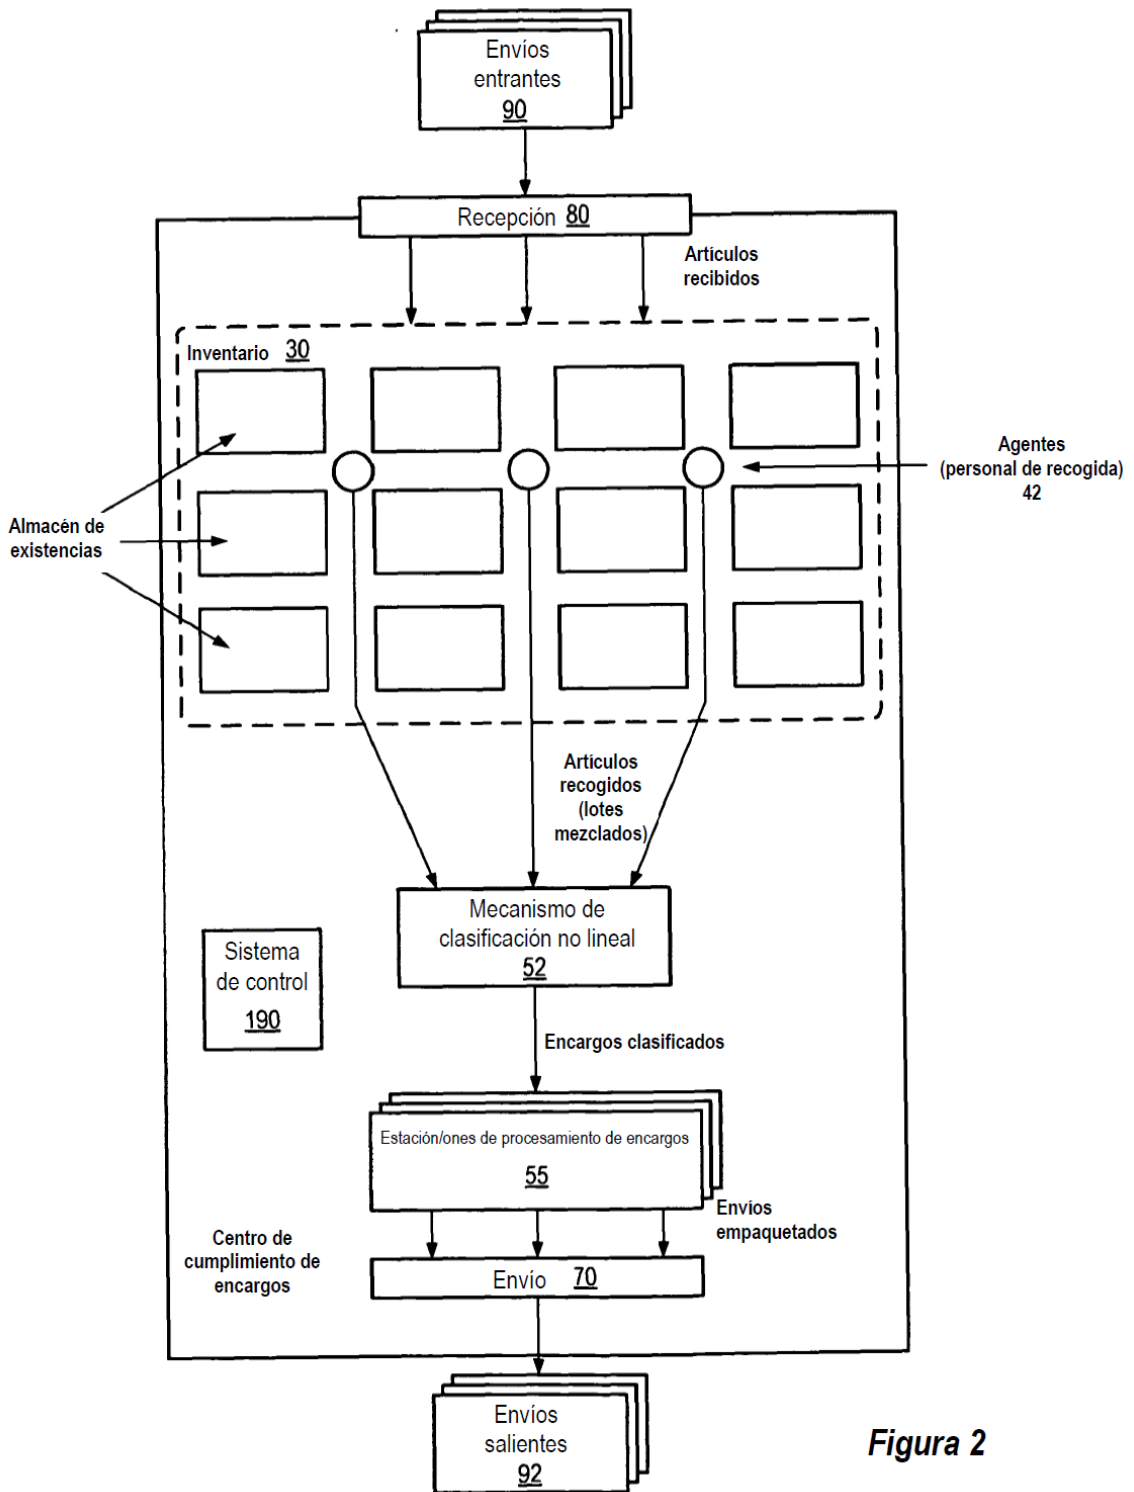 Envíos
entrantes
90
Recepción 80
Artículos
recibidos
Inventario 30
Agentes
(personal de recogida)
42
Almacén de
existencias
Artículos
recogidos
(lotes
mezclados)
Mecanismo de
clasificación no lineal
52
Sistema
de control
190
Encargos clasificados
Estación/ones de procesamiento de encargos
55
Envíos
empaquetados
Centro de
cumplimiento de
encargos
Envío 70
Envíos
salientes
92
Figura 2